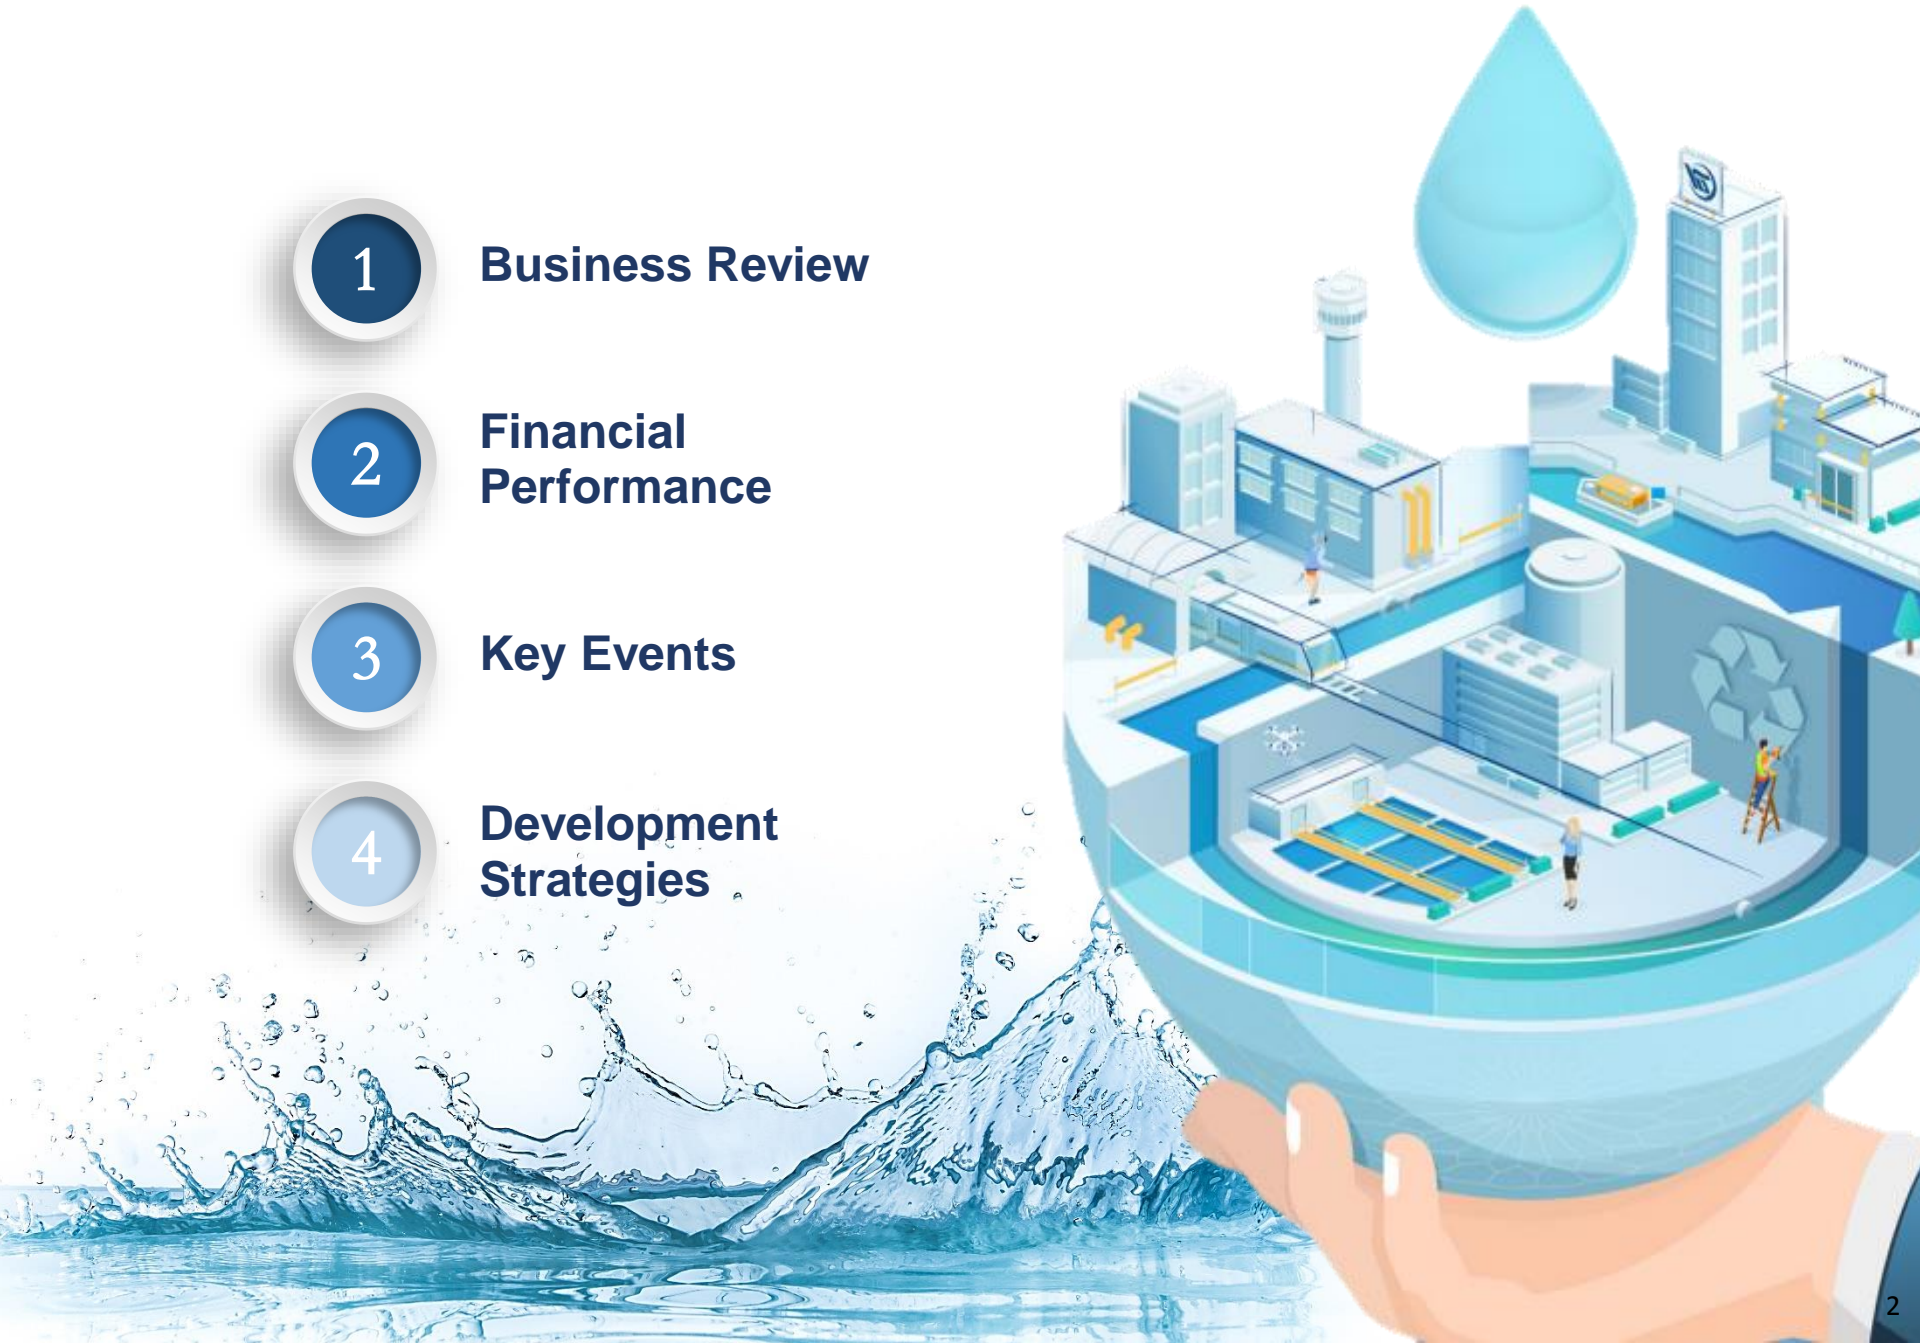 1
Business Review
2
Financial
Performance
3
Key Events
4
Development
Strategies
2